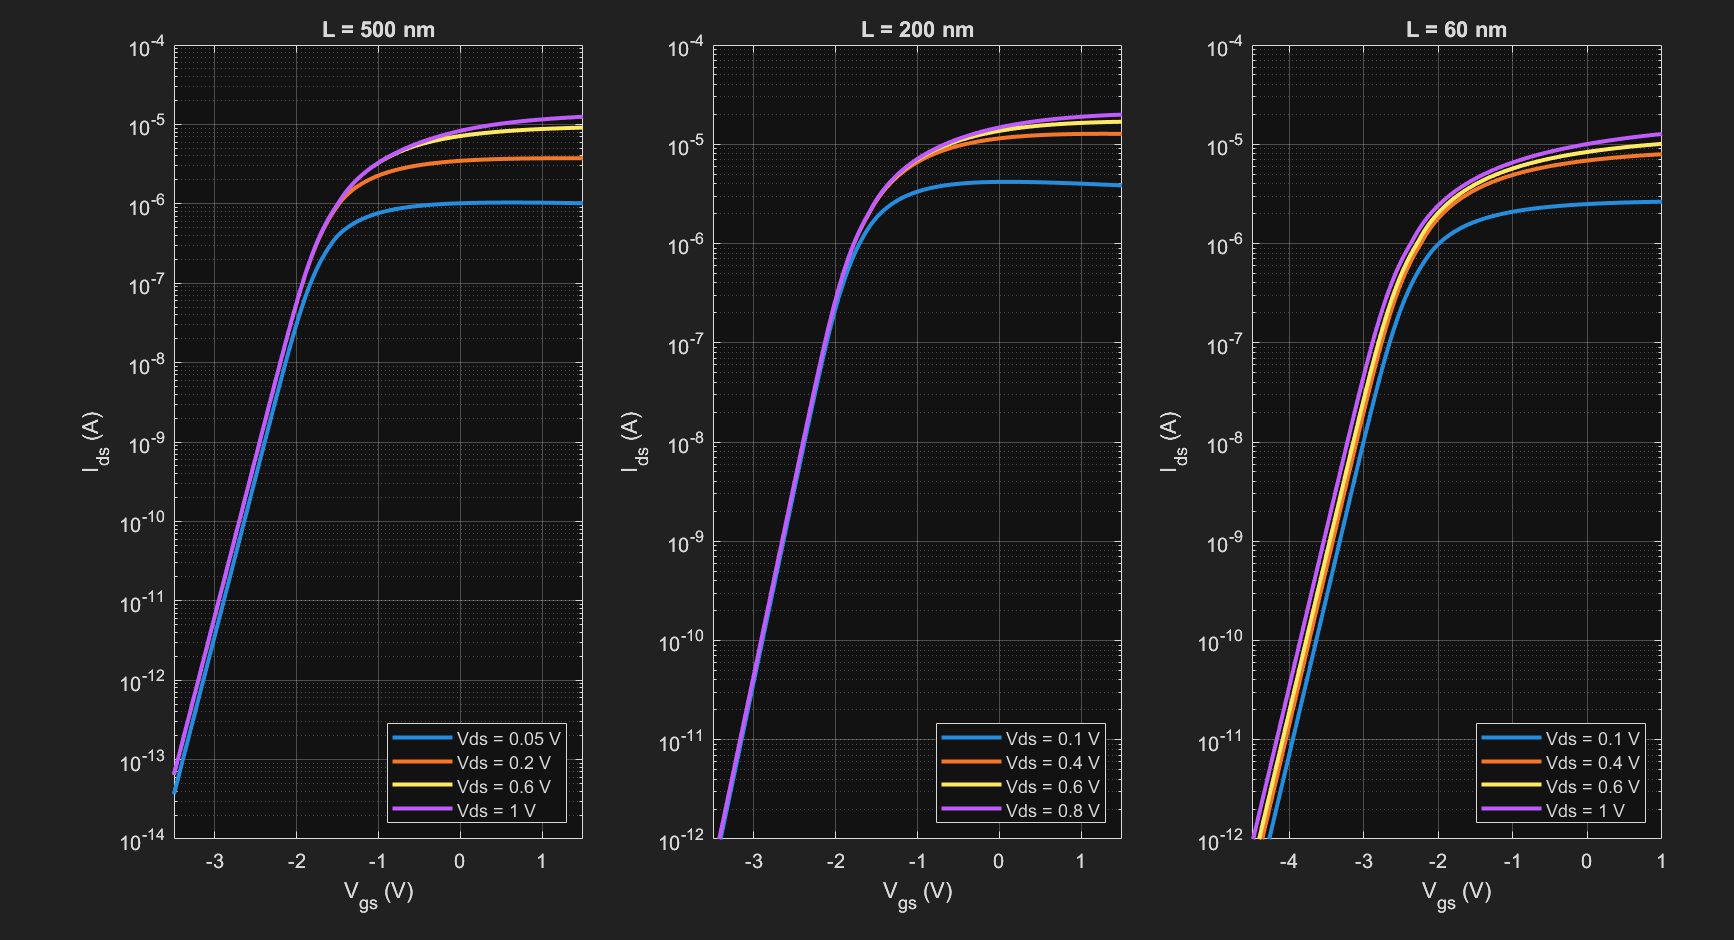 L = 500 nm
10-4
10-5
10-6
10-7
10-8
10-9
10-10
10-11
10-12
10-13
10-14
Ids (A)
-3 -2 -1 0 1
Vgs (V)
Vds = 0.05 V
Vds = 0.2 V
Vds = 0.6 V
Vds = 1 V
L = 200 nm
10-4
10-5
10-6
10-7
10-8
10-9
10-10
10-11
10-12
Ids (A)
-3 -2 -1 0 1
Vgs (V)
Vds = 0.1 V
Vds = 0.4 V
Vds = 0.6 V
Vds = 0.8 V
L = 60 nm
10-4
10-5
10-6
10-7
10-8
10-9
10-10
10-11
10-12
Ids (A)
-4 -3 -2 -1 0 1
Vgs (V)
Vds = 0.1 V
Vds = 0.4 V
Vds = 0.6 V
Vds = 1 V